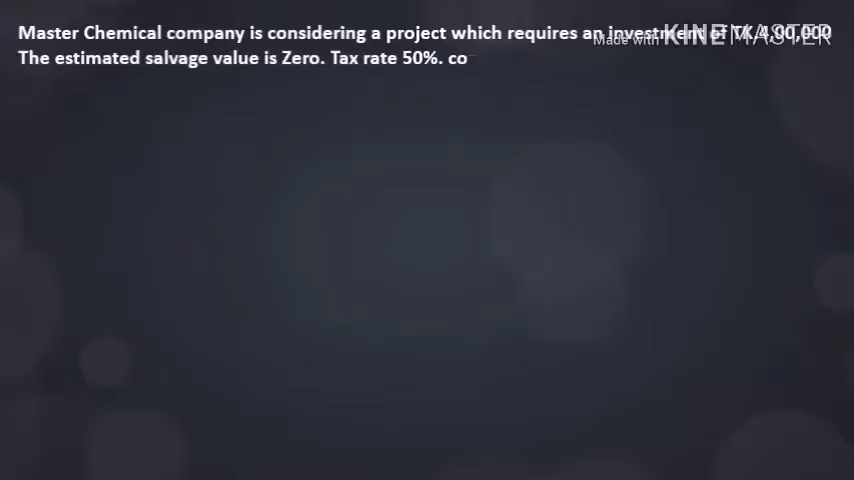 Master Chemical company is considering a project which requires an investment of TK 4,00,000
Made with KINEMASTER
The estimated salvage value is Zero. Tax rate 50%. co